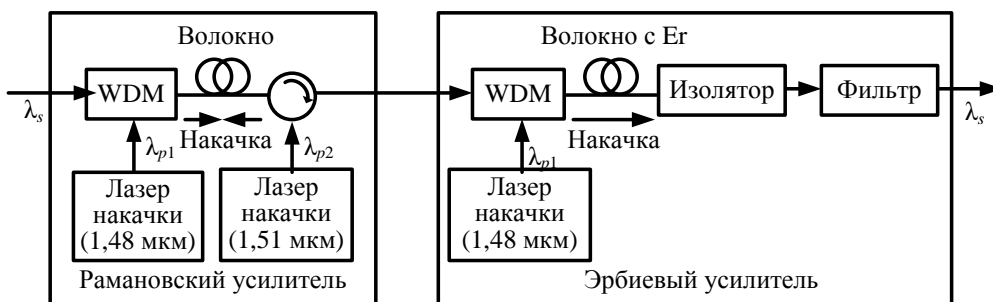 Волокно
WDM
λs
Накачка
λp1
λp2
Лазер
накачки
(1,48 мкм)
Лазер
накачки
(1,51 мкм)
Рамановский усилитель
Волокно с Er
WDM
Изолятор
Фильтр
λs
Накачка
λp1
Лазер
накачки
(1,48 мкм)
Эрбиевый усилитель